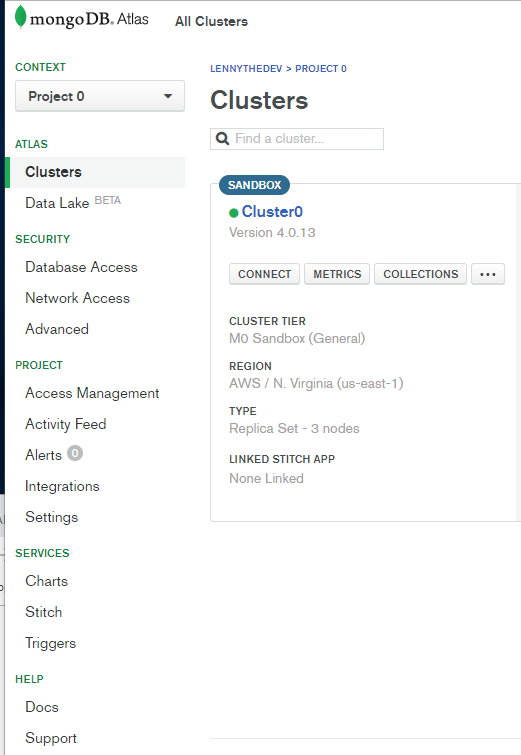 mongoDB. Atlas
All Clusters
CONTEXT
Project 0
ATLAS
Clusters
Data Lake BETA
SECURITY
Database Access
Network Access
Advanced
PROJECT
Access Management
Activity Feed
Alerts 0
Integrations
Settings
SERVICES
Charts
Stitch
Triggers
HELP
Docs
Support
LENNYTHEDEV > PROJECT 0
Clusters
Find a cluster...
SANDBOX
Cluster0
Version 4.0.13
CONNECT METRICS COLLECTIONS ...
CLUSTER TIER
M0 Sandbox (General)
REGION
AWS / N. Virginia (us-east-1)
TYPE
Replica Set - 3 nodes
LINKED STITCH APP
None Linked